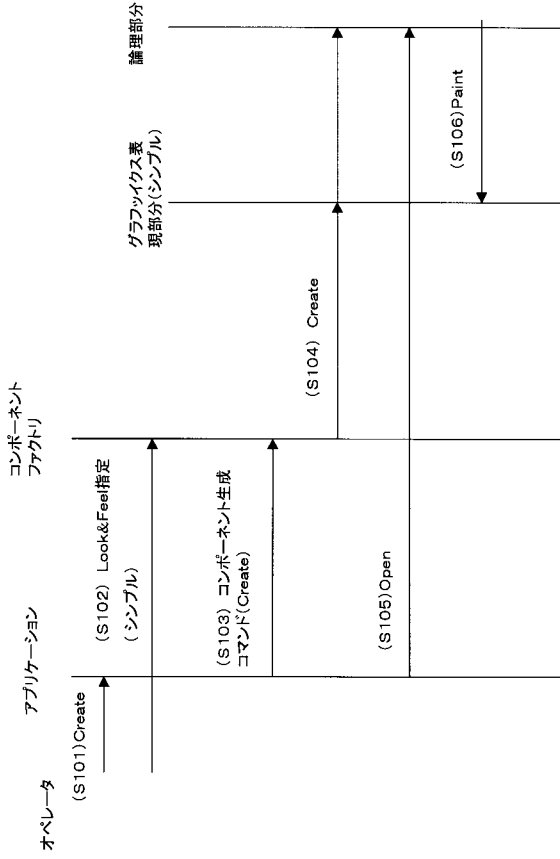 オペレータ
アプリケーション
コンポーネント
ファクトリ
グラフッイクス表
現部分(シンプル)
論理部分
(S101)Create
(S102) Look&Feel指定
(シンプル)
(S103) コンポーネント生成
コマンド(Create)
(S104) Create
(S105)Open
(S106)Paint